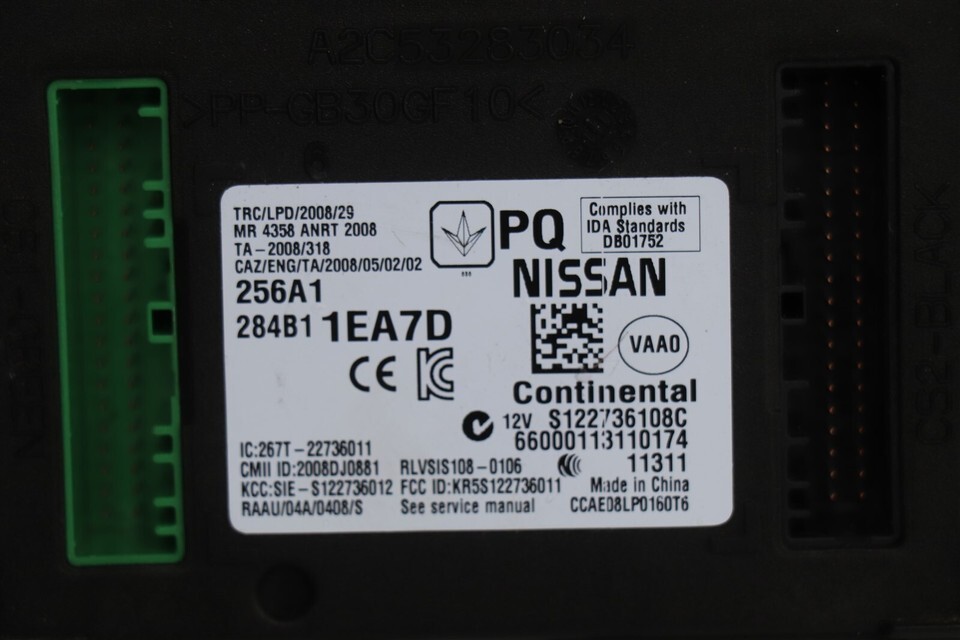 A2C53283034
>PP-GB30GF10<
TRC/LPD/2008/29
MR 4358 ANRT 2008
TA-2008/318
CAZ/ENG/TA/2008/05/02/02
PQ
Complies with
IDA Standards
DB01752
NISSAN
256A1
284B1 1EA7D
VAA0
CE
Continental
12V S122736108C
66000113110174
IC:267T-22736011
11311
CMII ID:2008DJ0881 RLVSIS108-0106
KCC:SIE-S122736012 FCC ID:KR5S122736011 Made in China
RAAU/04A/0408/S See service manual CCAE08LP0160T6